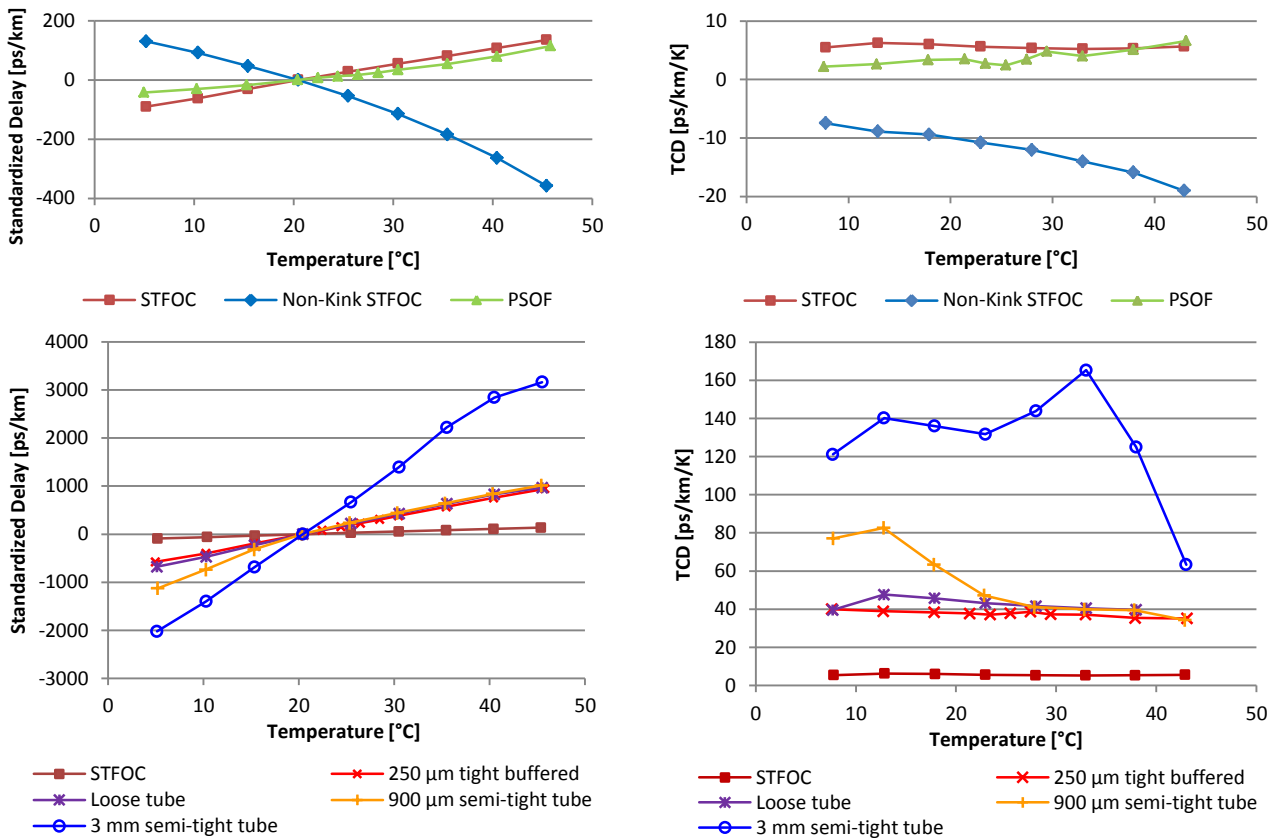 Standardized Delay [ps/km]
200
0
-200
-400
0 10 20 30 40 50
Temperature [°C]
STFOC Non-Kink STFOC PSOF
TCD [ps/km/K]
10
0
-10
-20
0 10 20 30 40 50
Temperature [°C]
STFOC Non-Kink STFOC PSOF
Standardized Delay [ps/km]
4000
3000
2000
1000
0
-1000
-2000
-3000
0 10 20 30 40 50
Temperature [°C]
STFOC 250 µm tight buffered
Loose tube 900 µm semi-tight tube
3 mm semi-tight tube
TCD [ps/km/K]
180
160
140
120
100
80
60
40
20
0
0 10 20 30 40 50
Temperature [°C]
STFOC 250 µm tight buffered
Loose tube 900 µm semi-tight tube
3 mm semi-tight tube